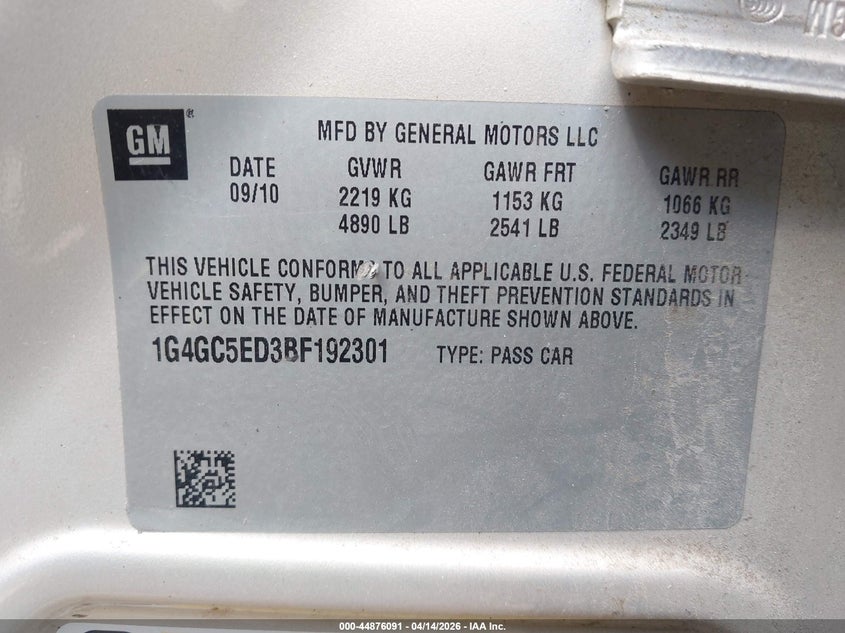 GM
MFD BY GENERAL MOTORS LLC
DATE GVWR GAWR FRT GAWR RR
09/10 2219 KG 1153 KG 1066 KG
4890 LB 2541 LB 2349 LB
THIS VEHICLE CONFORMS TO ALL APPLICABLE U.S. FEDERAL MOTOR
VEHICLE SAFETY, BUMPER, AND THEFT PREVENTION STANDARDS IN
EFFECT ON THE DATE OF MANUFACTURE SHOWN ABOVE.
1G4GC5ED3BF192301 TYPE: PASS CAR
000-44876091 - 04/14/2026 - IAA Inc.